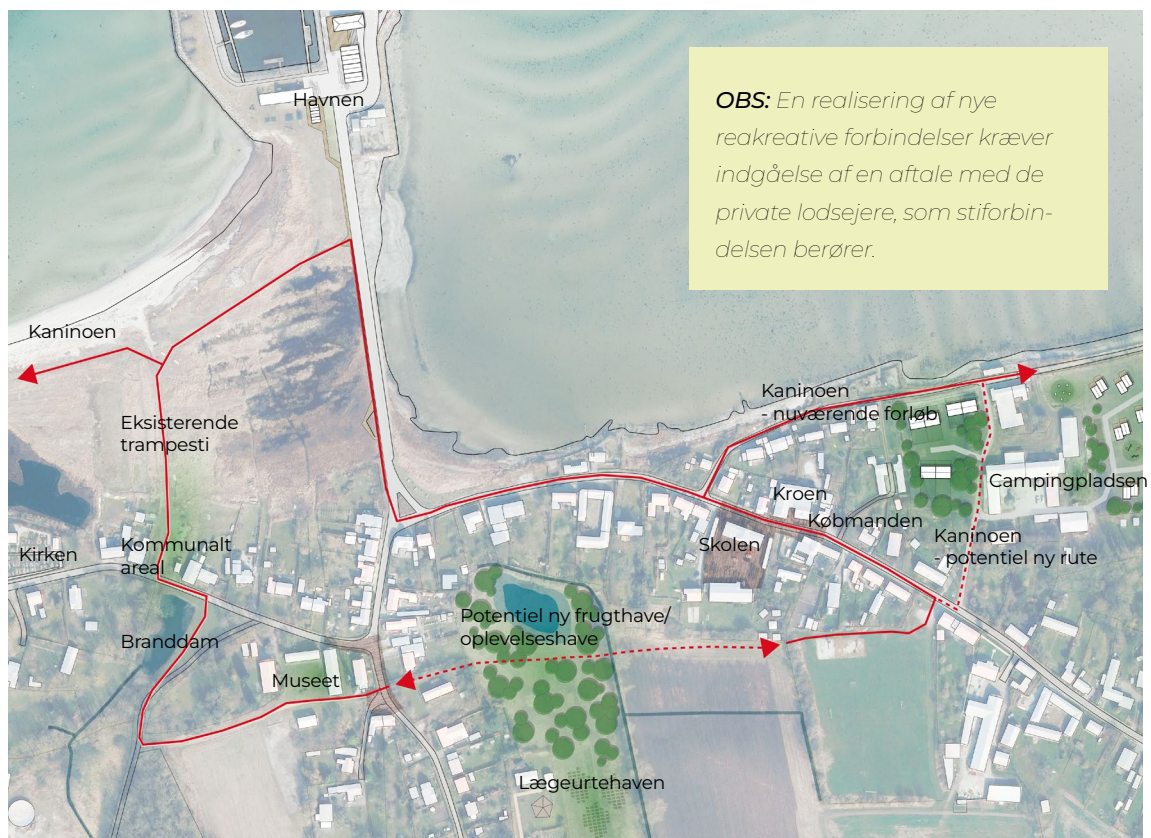 Havnen
OBS: En realisering af nye
reakreative forbindelser kræver
indgåelse af en aftale med de
private lodsejere, som stiforbin-
delsen berører.
Kaninoen
Kaninoen
- nuværende forløb
Eksisterende
trampesti
Campingpladsen
Kroen
Købmanden
Kaninoen
- potentiel ny rute
Skolen
Kirken
Kommunalt
areal
Potentiel ny frugthave/
oplevelseshave
Branddam
Museet
Lægeurtehaven